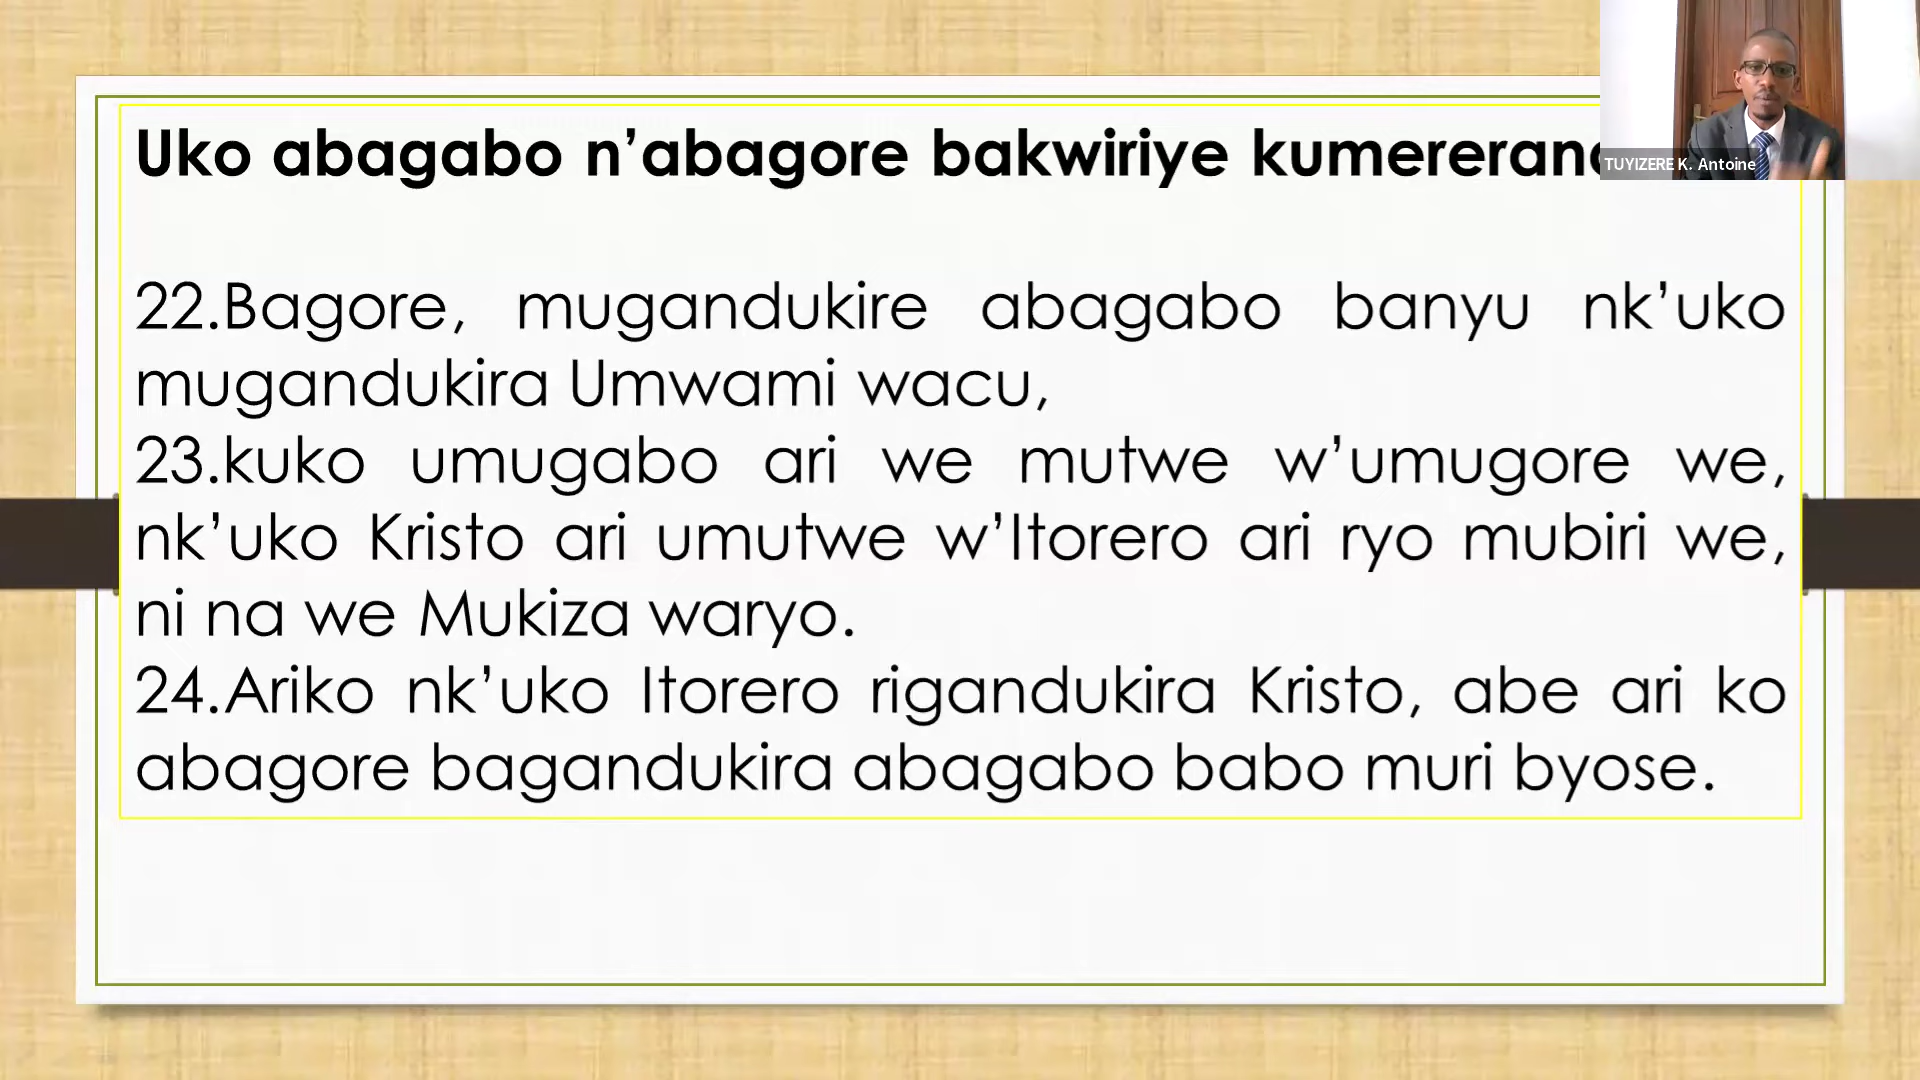 Uko abagabo n’abagore bakwiriye
TUYIZERE K. Antoine
22.Bagore, mugandukire abagabo banyu nk’uko
mugandukira Umwami wacu,
23.kuko umugabo ari we mutwe w’umugore we,
nk’uko Kristo ari umutwe w’Itorero ari ryo mubiri we,
ni na we Mukiza waryo.
24.Ariko nk’uko Itorero rigandukira Kristo, abe ari ko
abagore bagandukira abagabo babo muri byose.